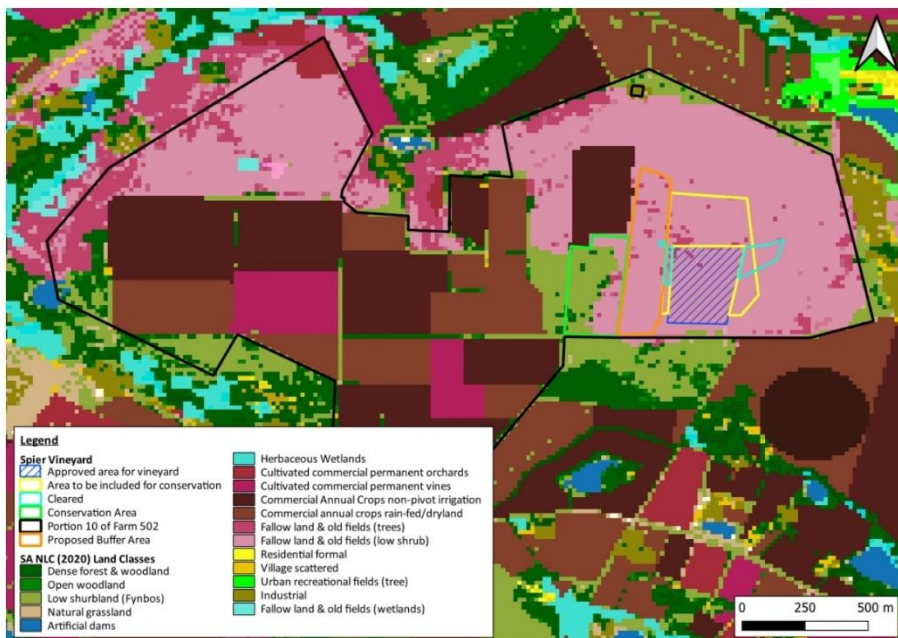 Legend
Spier Vineyard
Approved area for vineyard
Area to be included for conservation
Cleared
Conservation Area
Portion 10 of Farm 502
Proposed Buffer Area
SA NLC (2020) Land Classes
Dense forest & woodland
Open woodland
Low shurbland (Fynbos)
Natural grassland
Artificial dams
Herbaceous Wetlands
Cultivated commercial permanent orchards
Cultivated commercial permanent vines
Commercial Annual Crops non-pivot irrigation
Commercial annual crops rain-fed/dryland
Fallow land & old fields (trees)
Fallow land & old fields (low shrub)
Residential formal
Village scattered
Urban recreational fields (tree)
Industrial
Fallow land & old fields (wetlands)
0 250 500 m